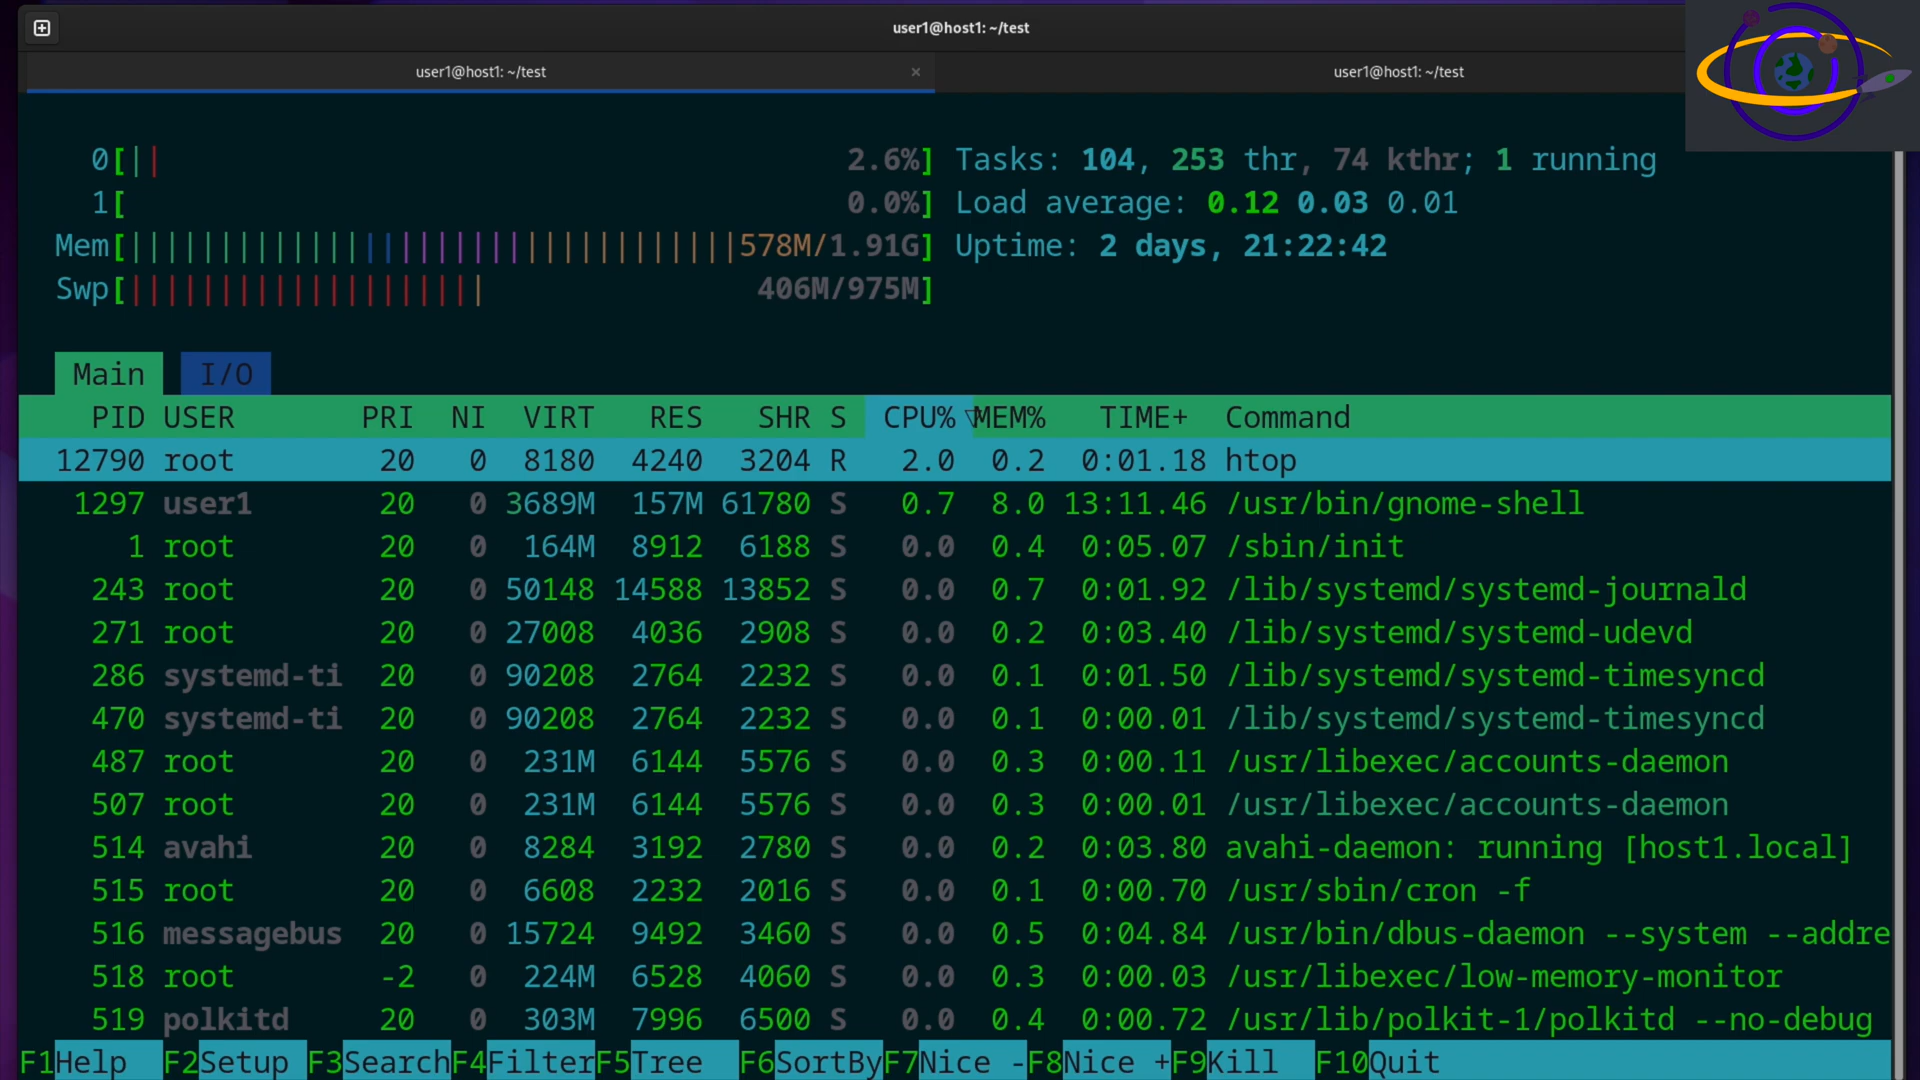 user1@host1: ~/test
user1@host1: ~/test × user1@host1: ~/test
0[|| 2.6%] Tasks: 104, 253 thr, 74 kthr; 1 running
1[ 0.0%] Load average: 0.12 0.03 0.01
Mem[||||||||||||||||||||||||||||||||||578M/1.91G] Uptime: 2 days, 21:22:42
Swp[|||||||||||||||||||| 406M/975M]
Main I/O
PID USER PRI NI VIRT RES SHR S CPU%▽MEM% TIME+ Command
12790 root 20 0 8180 4240 3204 R 2.0 0.2 0:01.18 htop
1297 user1 20 0 3689M 157M 61780 S 0.7 8.0 13:11.46 /usr/bin/gnome-shell
1 root 20 0 164M 8912 6188 S 0.0 0.4 0:05.07 /sbin/init
243 root 20 0 50148 14588 13852 S 0.0 0.7 0:01.92 /lib/systemd/systemd-journald
271 root 20 0 27008 4036 2908 S 0.0 0.2 0:03.40 /lib/systemd/systemd-udevd
286 systemd-ti 20 0 90208 2764 2232 S 0.0 0.1 0:01.50 /lib/systemd/systemd-timesyncd
470 systemd-ti 20 0 90208 2764 2232 S 0.0 0.1 0:00.01 /lib/systemd/systemd-timesyncd
487 root 20 0 231M 6144 5576 S 0.0 0.3 0:00.11 /usr/libexec/accounts-daemon
507 root 20 0 231M 6144 5576 S 0.0 0.3 0:00.01 /usr/libexec/accounts-daemon
514 avahi 20 0 8284 3192 2780 S 0.0 0.2 0:03.80 avahi-daemon: running [host1.local]
515 root 20 0 6608 2232 2016 S 0.0 0.1 0:00.70 /usr/sbin/cron -f
516 messagebus 20 0 15724 9492 3460 S 0.0 0.5 0:04.84 /usr/bin/dbus-daemon --system --addre
518 root -2 0 224M 6528 4060 S 0.0 0.3 0:00.03 /usr/libexec/low-memory-monitor
519 polkitd 20 0 303M 7996 6500 S 0.0 0.4 0:00.72 /usr/lib/polkit-1/polkitd --no-debug
F1Help F2Setup F3SearchF4FilterF5Tree F6SortByF7Nice -F8Nice +F9Kill F10Quit